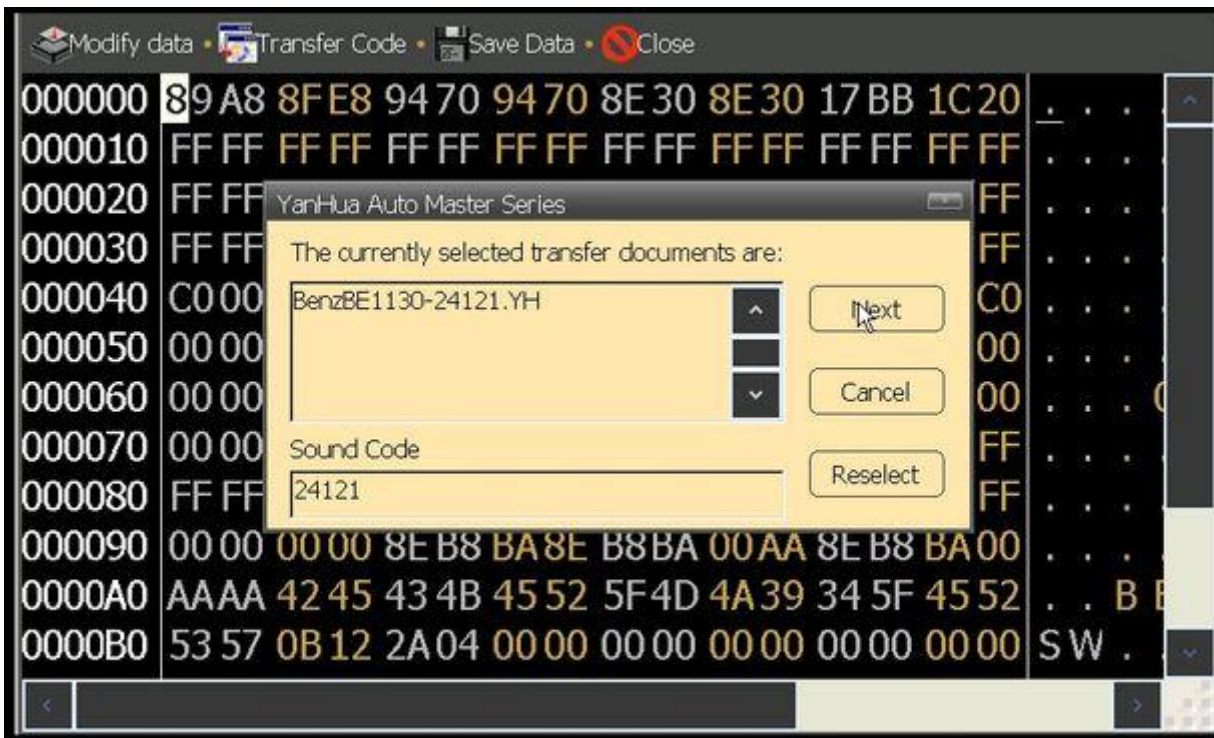 Modify data • Transfer Code • Save Data • Close
000000 89 A8 8F E8 94 70 94 70 8E 30 8E 30 17 BB 1C 20 _ . . .
000010 FF FF FF FF FF FF FF FF FF FF FF FF FF FF FF FF . . . .
000020 FF FF FF . . . .
000030 FF FF FF . . . .
000040 C0 00 C0 . . . .
000050 00 00 00 . . . .
000060 00 00 00 . . .
000070 00 00 FF . . . .
000080 FF FF FF . . . .
YanHua Auto Master Series
The currently selected transfer documents are:
BenzBE1130-24121.YH
Next
Cancel
Sound Code
24121
Reselect
000090 00 00 00 00 8E B8 BA 8E B8 BA 00 AA 8E B8 BA 00 . . . .
0000A0 AA AA 42 45 43 4B 45 52 5F 4D 4A 39 34 5F 45 52 . . B E
0000B0 53 57 0B 12 2A 04 00 00 00 00 00 00 00 00 00 00 S W . .